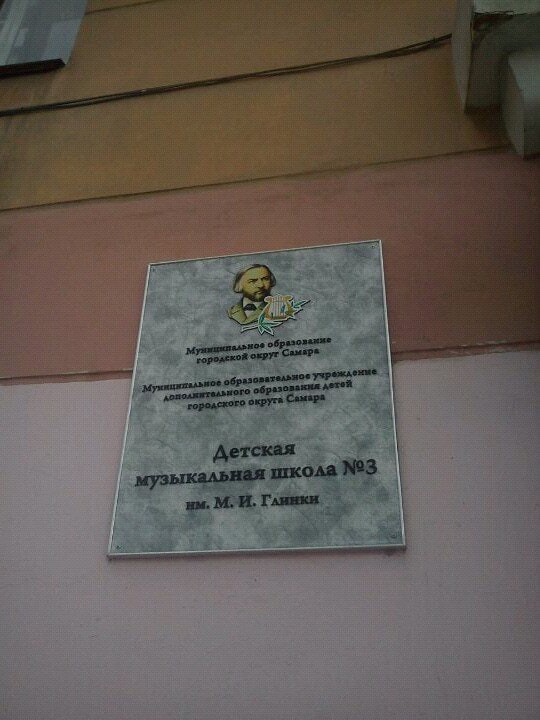 Муниципальное образование
городской округ Самара
Муниципальное образовательное учреждение
дополнительного образования детей
городского округа Самара
Детская
музыкальная школа №3
им. М. И. Глинки